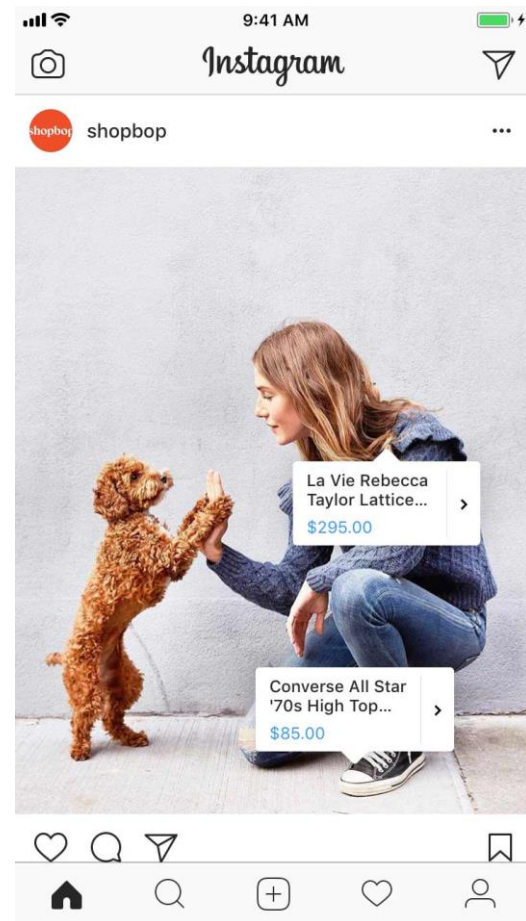 9:41 AM
Instagram
shopbop
shopbop
La Vie Rebecca
Taylor Lattice...
$295.00
Converse All Star
'70s High Top...
$85.00